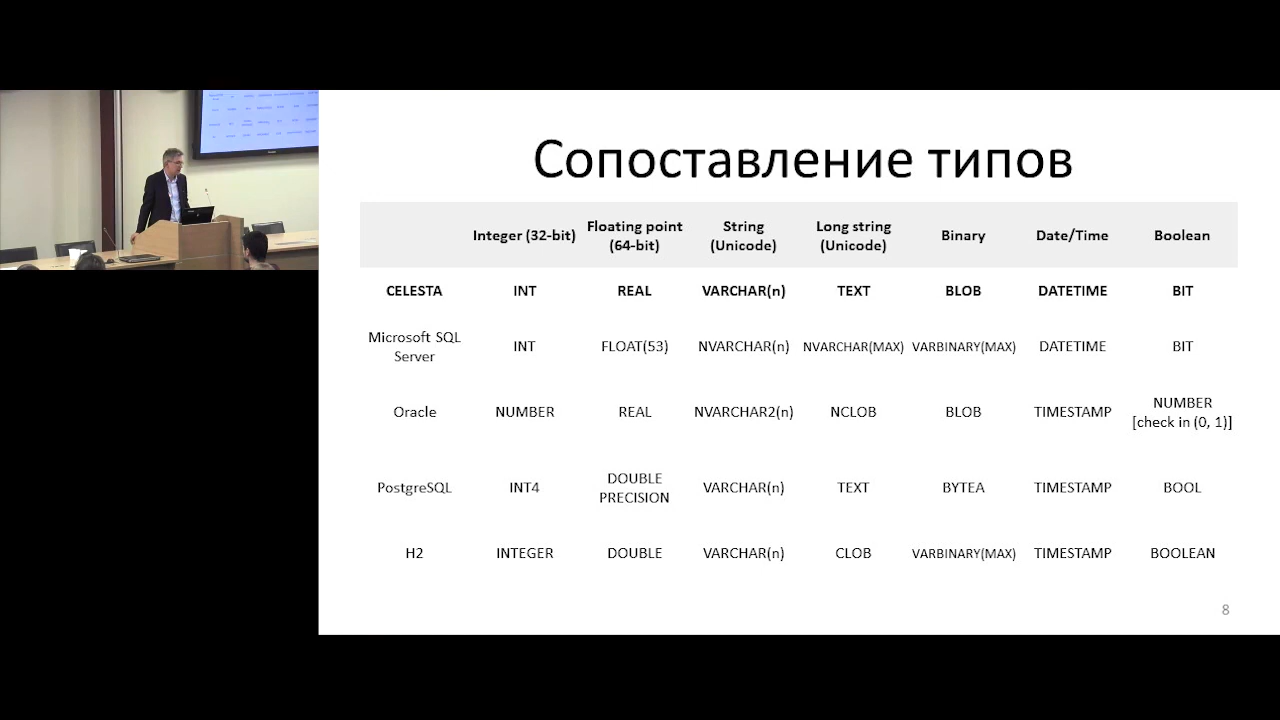 Сопоставление типов
Integer (32-bit) Floating point (64-bit) String (Unicode) Long string (Unicode) Binary Date/Time Boolean
CELESTA INT REAL VARCHAR(n) TEXT BLOB DATETIME BIT
Microsoft SQL Server INT FLOAT(53) NVARCHAR(n) NVARCHAR(MAX) VARBINARY(MAX) DATETIME BIT
Oracle NUMBER REAL NVARCHAR2(n) NCLOB BLOB TIMESTAMP NUMBER [check in (0, 1)]
PostgreSQL INT4 DOUBLE PRECISION VARCHAR(n) TEXT BYTEA TIMESTAMP BOOL
H2 INTEGER DOUBLE VARCHAR(n) CLOB VARBINARY(MAX) TIMESTAMP BOOLEAN
8